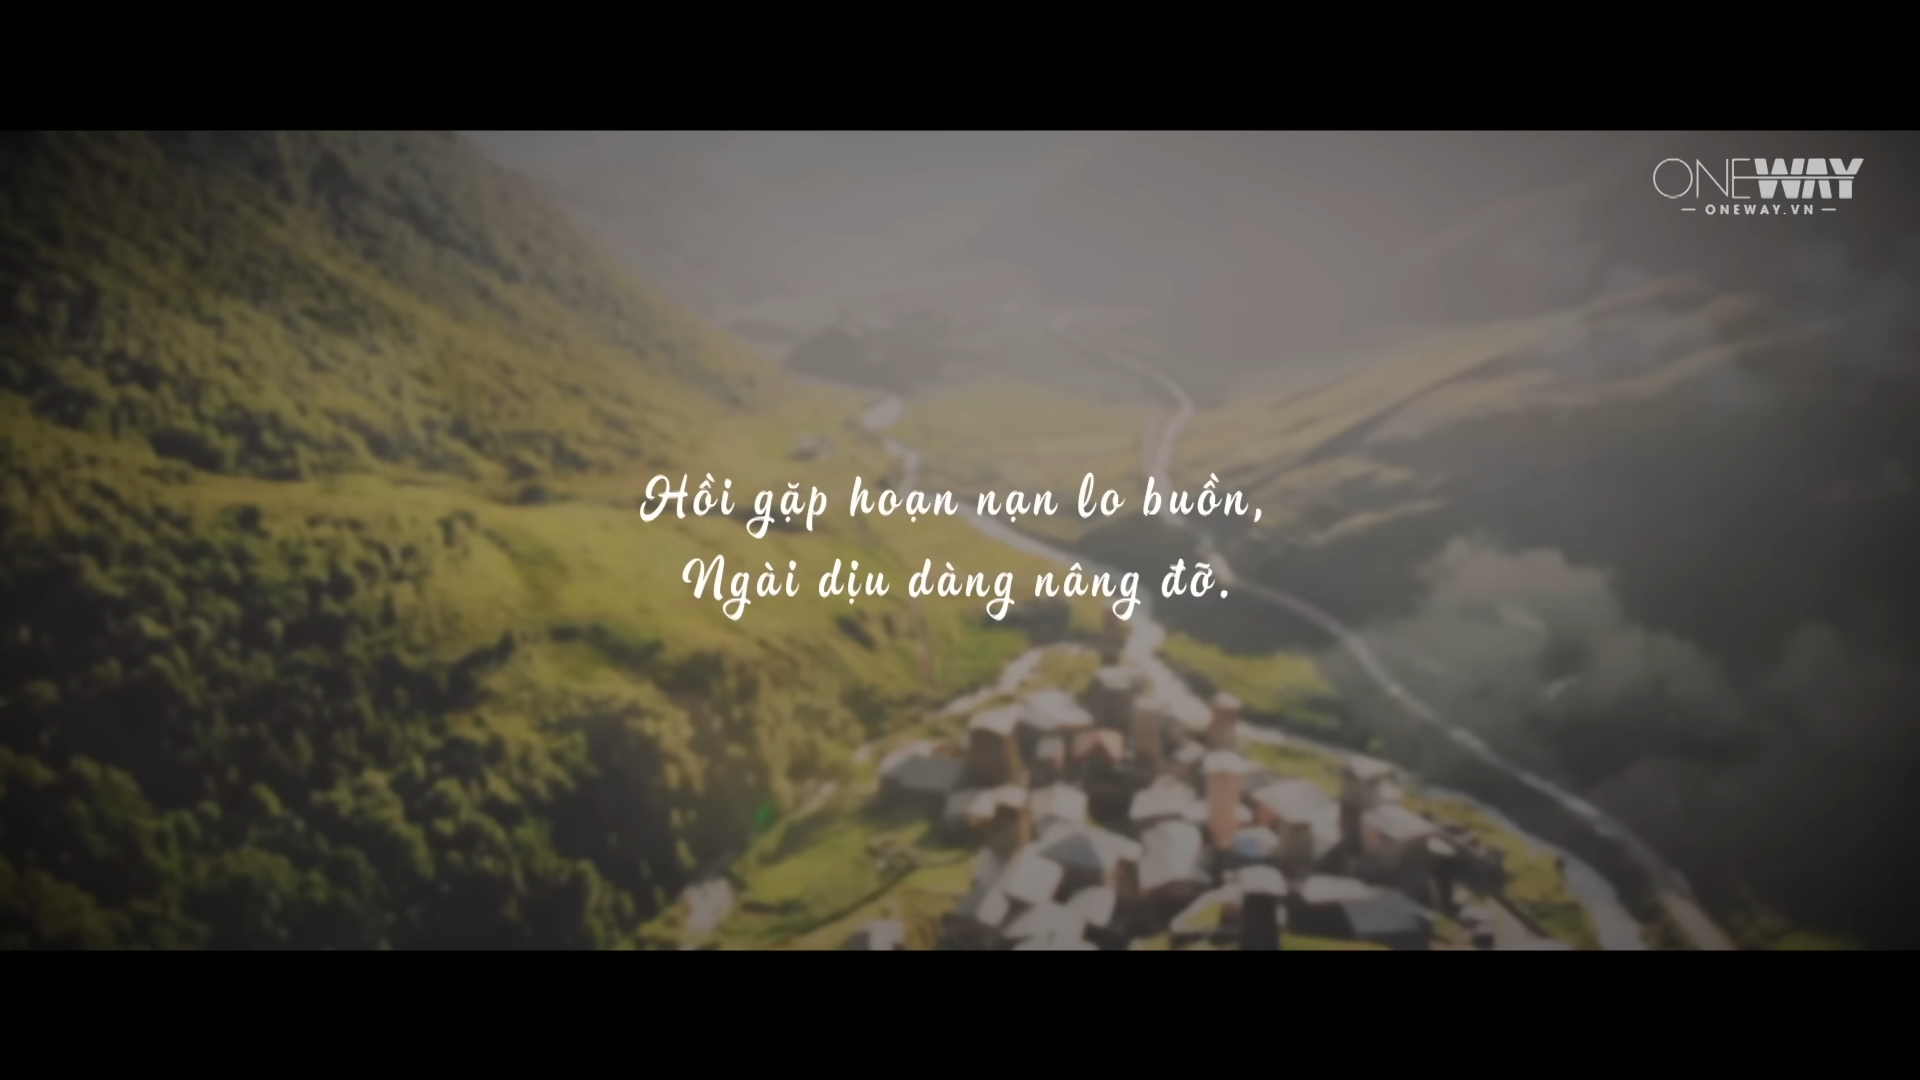 ONEWAY
ONEWAY.VN
Hồi gặp hoạn nạn lo buồn,
Ngài dịu dàng nâng đỡ.